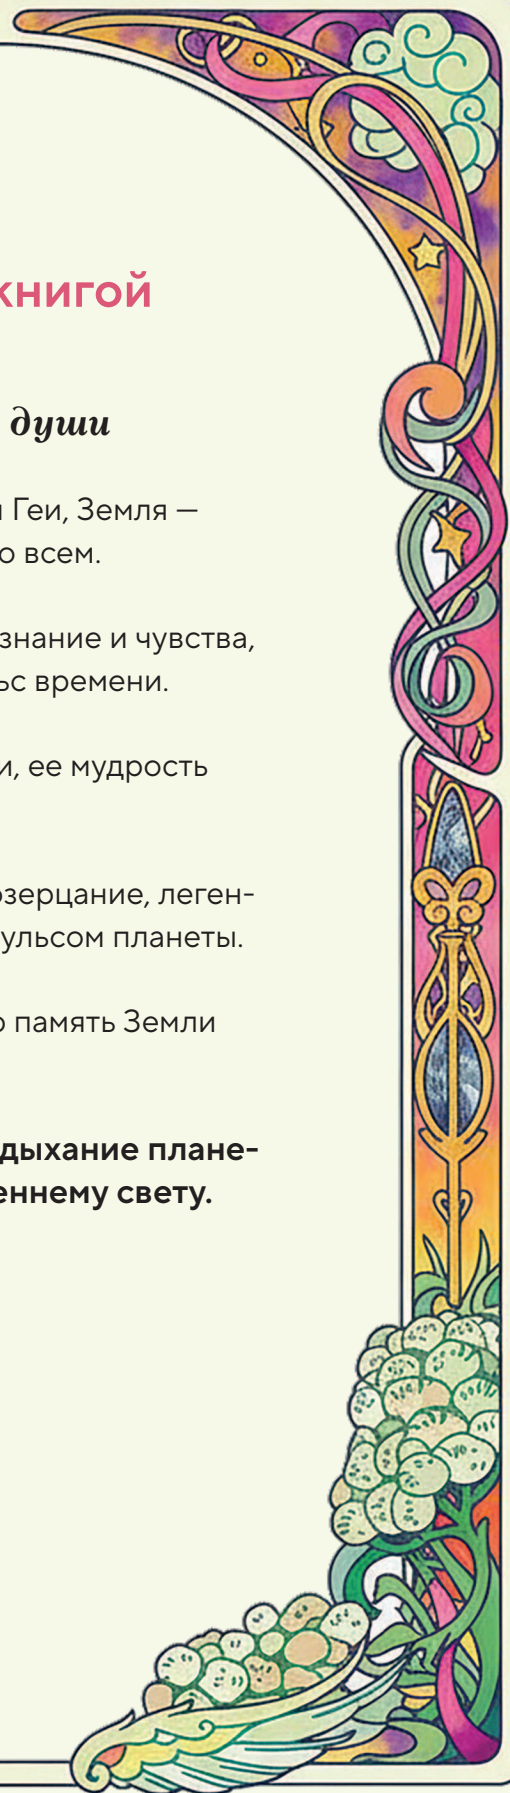 книгой
души
и Геи, Земля —
о всем.
знание и чувства,
ьс времени.
и, ее мудрость
озерцание, леген-
ульсом планеты.
о память Земли
дыхание плане-
еннему свету.